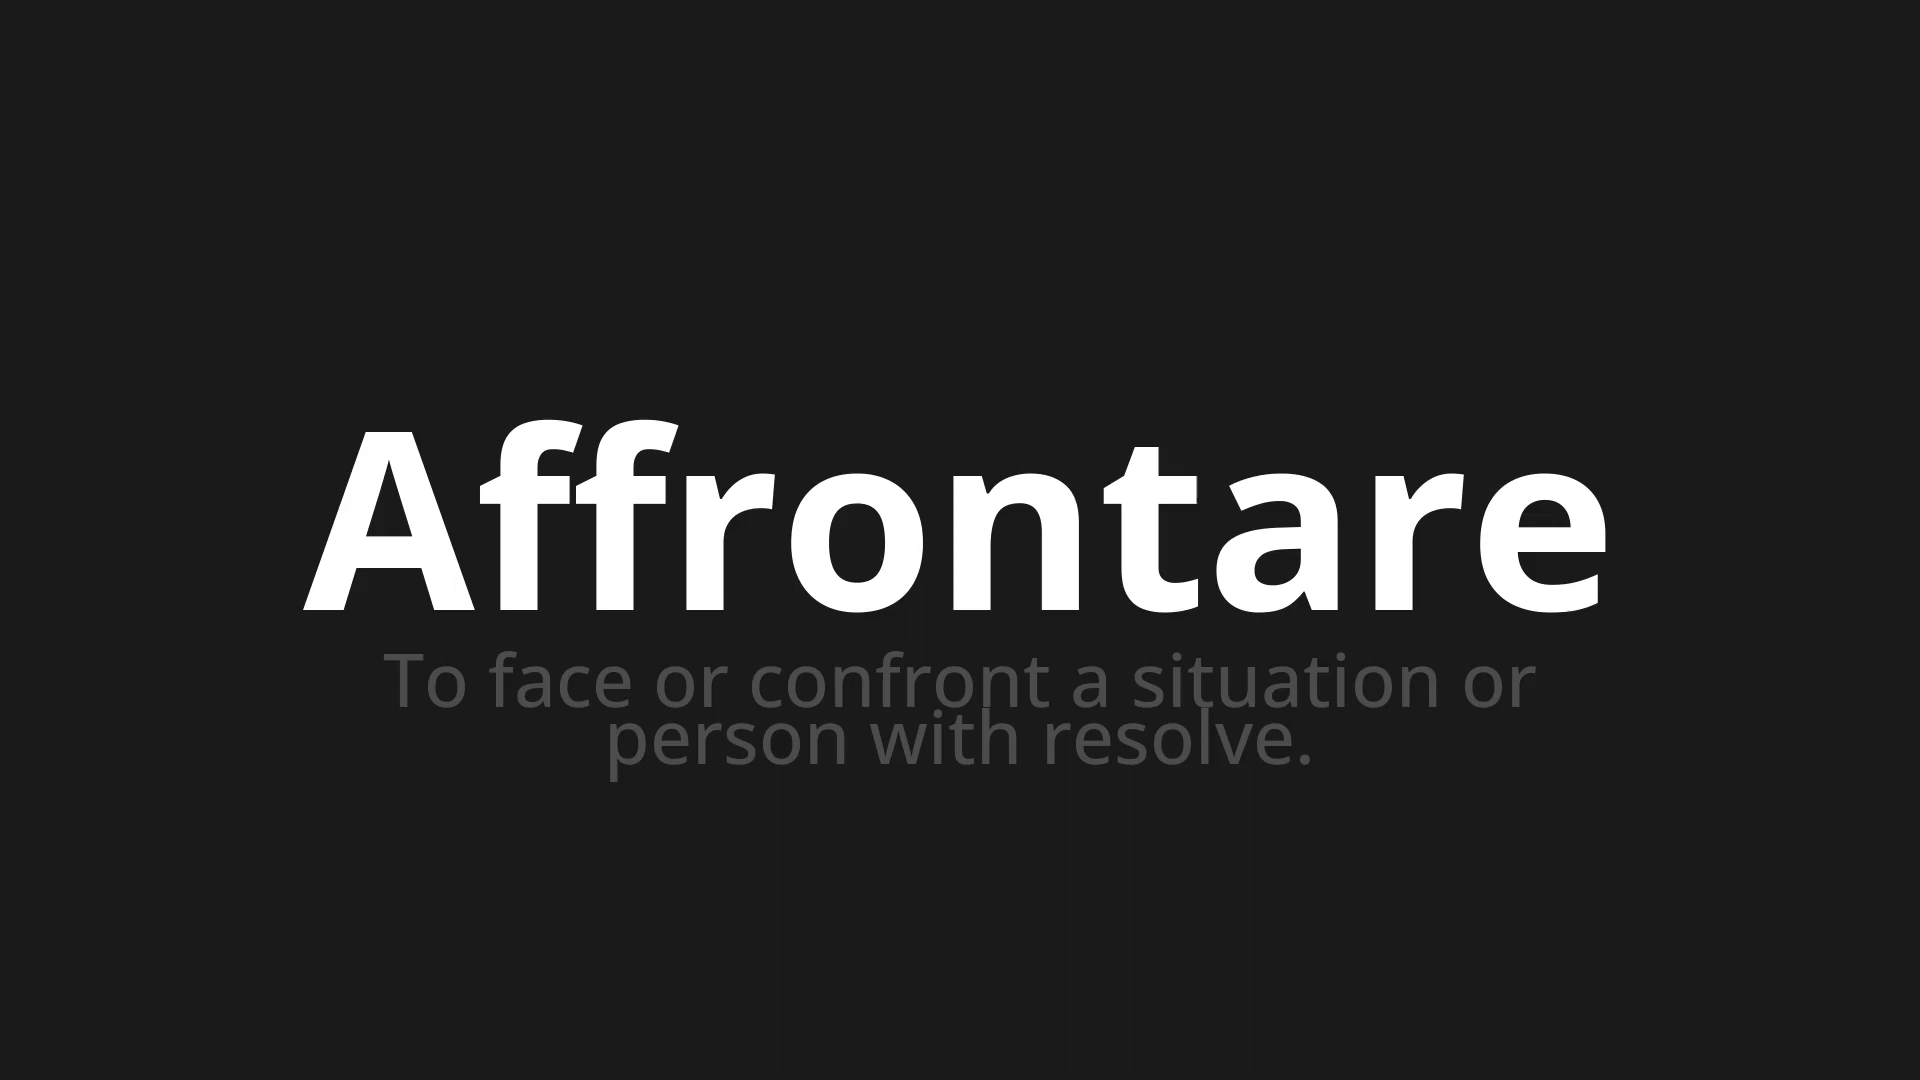 Affrontare
To face or confront a situation or
person with resolve.